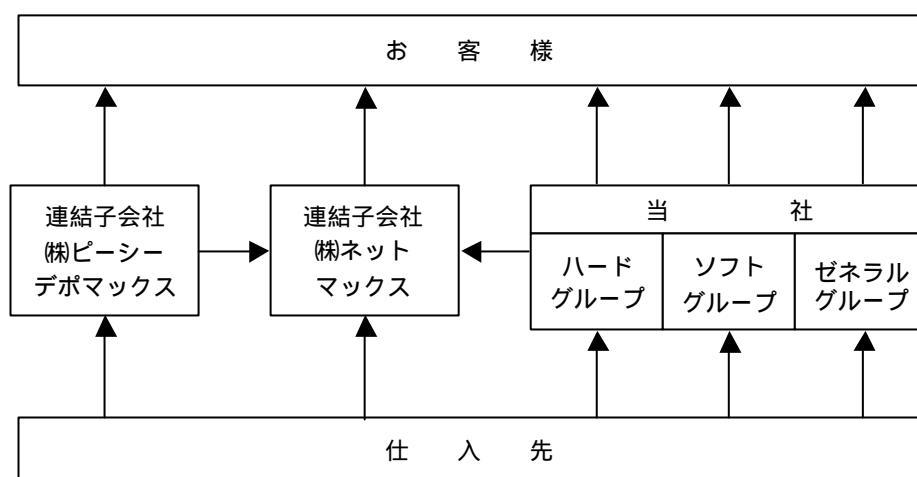 お客様
連結子会社
㈱ピーシー
デポマックス
連結子会社
㈱ネット
マックス
当社
ハード
グループ
ソフト
グループ
ゼネラル
グループ
仕入先